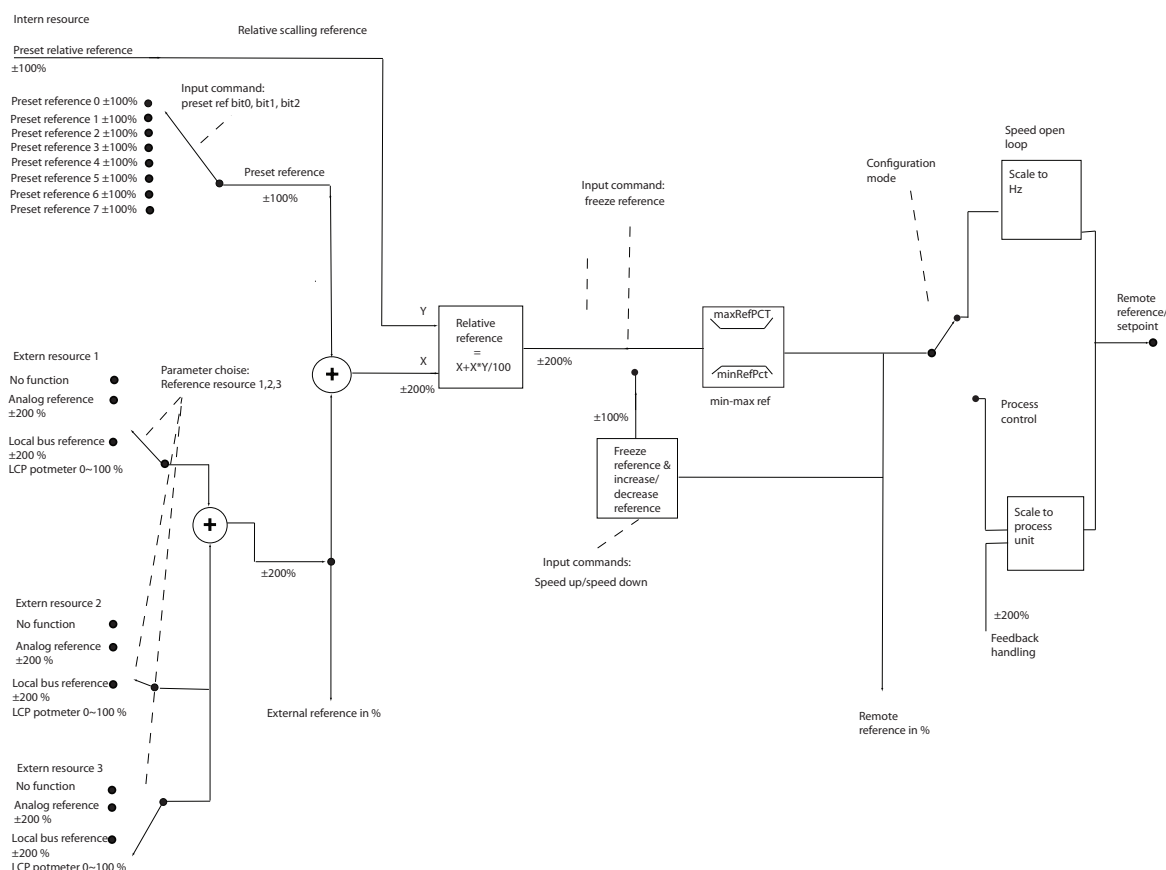 Intern resource
Relative scalling reference
Preset relative reference
±100%
Preset reference 0 ±100%
Preset reference 1 ±100%
Preset reference 2 ±100%
Preset reference 3 ±100%
Preset reference 4 ±100%
Preset reference 5 ±100%
Preset reference 6 ±100%
Preset reference 7 ±100%
Input command:
preset ref bit0, bit1, bit2
Preset reference
±100%
Extern resource 1
No function
Analog reference
±200 %
Local bus reference
±200 %
LCP potmeter 0~100 %
Parameter choise:
Reference resource 1,2,3
+
+
±200%
Extern resource 2
No function
Analog reference
±200 %
Local bus reference
±200 %
LCP potmeter 0~100 %
Extern resource 3
No function
Analog reference
±200 %
Local bus reference
±200 %
LCP potmeter 0~100 %
External reference in %
Y
X
±200%
Relative
reference
=
X+X*Y/100
±200%
Input command:
freeze reference
maxRefPCT
minRefPct
min-max ref
±100%
Freeze
reference &
increase/
decrease
reference
Input commands:
Speed up/speed down
Remote
reference in %
Configuration
mode
Speed open
loop
Scale to
Hz
Process
control
Scale to
process
unit
±200%
Feedback
handling
Remote
reference/
setpoint